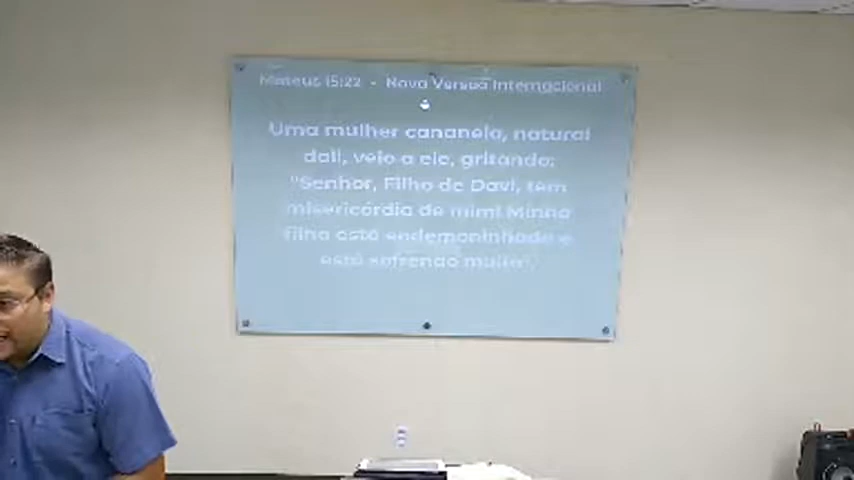 Mateus 15:22 - Nova Versão Internacional
Uma mulher cananeia, natural
dali, veio a ele, gritando:
"Senhor, Filho de Davi, tem
misericórdia de mim! Minha
filha está endemoninhada e
está sofrendo muito".